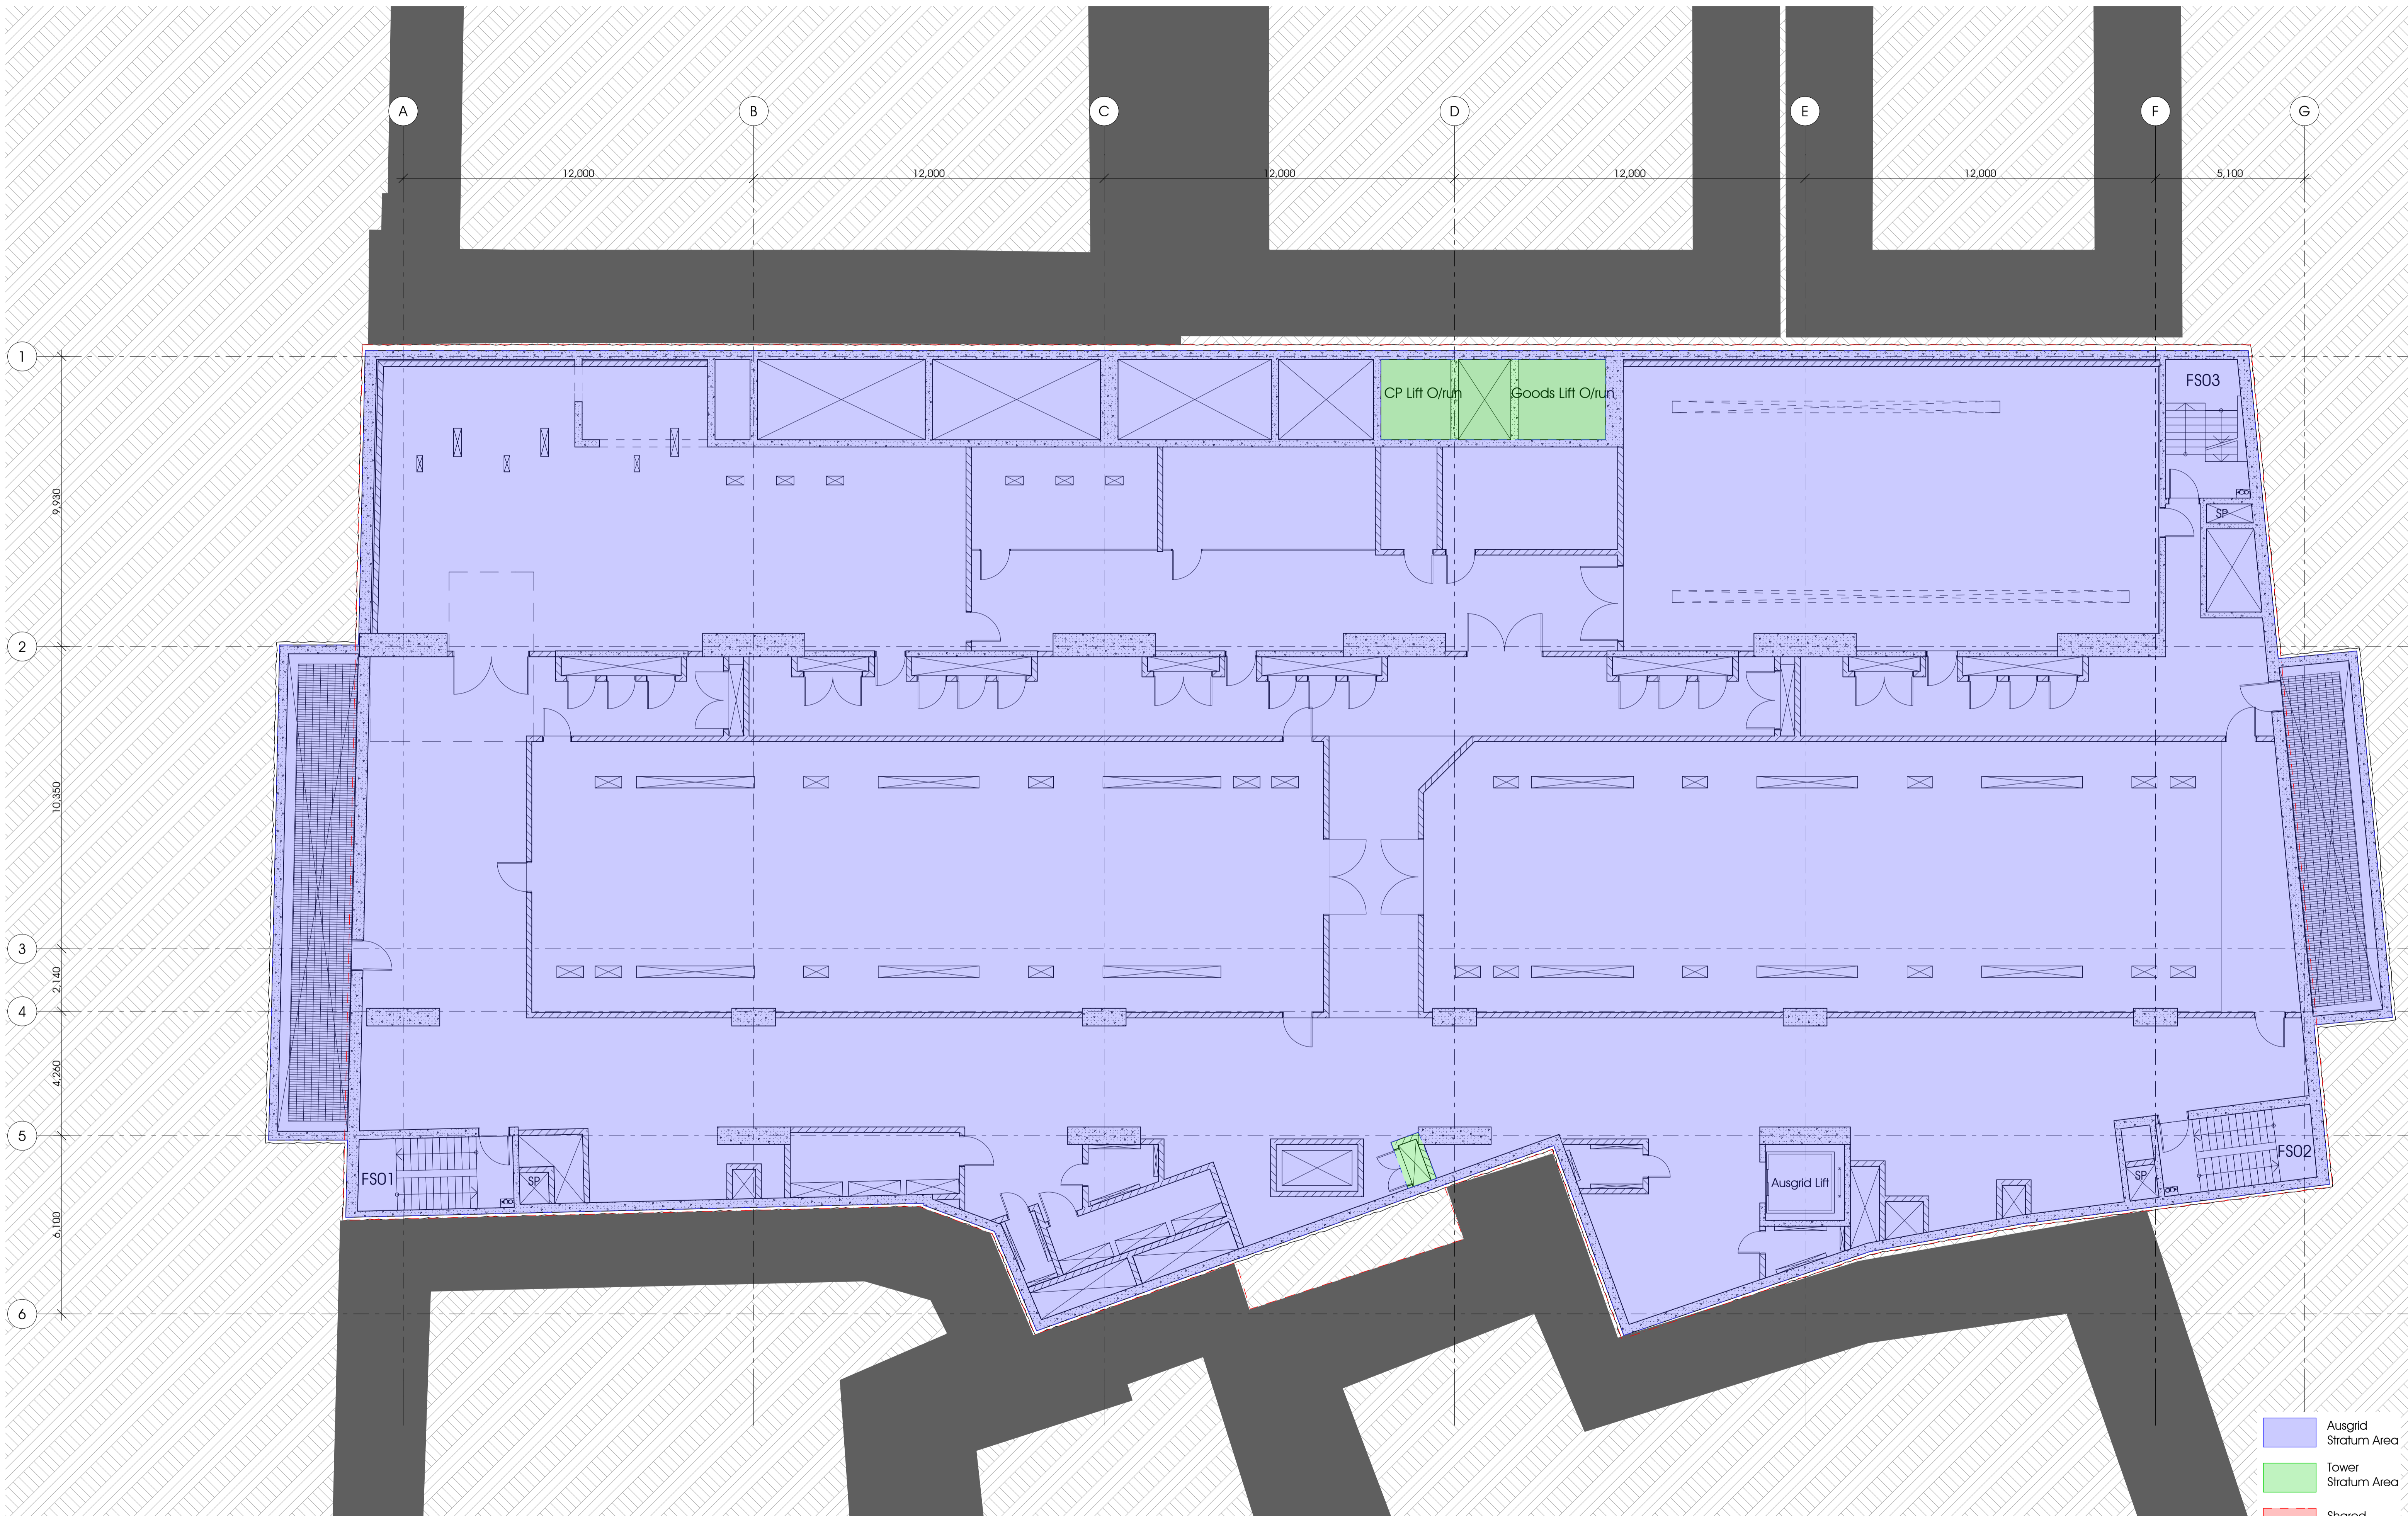 A B C D E F G
12,000 12,000 12,000 12,000 12,000 5,100
1
CP Lift O/run Goods Lift O/run FS03
9,930
SP
2
10,350
3
2,140
4
4,260
5
FS01 SP Ausgrid Lift SP FS02
6,100
6
Ausgrid
Stratum Area
Tower
Stratum Area
Shared